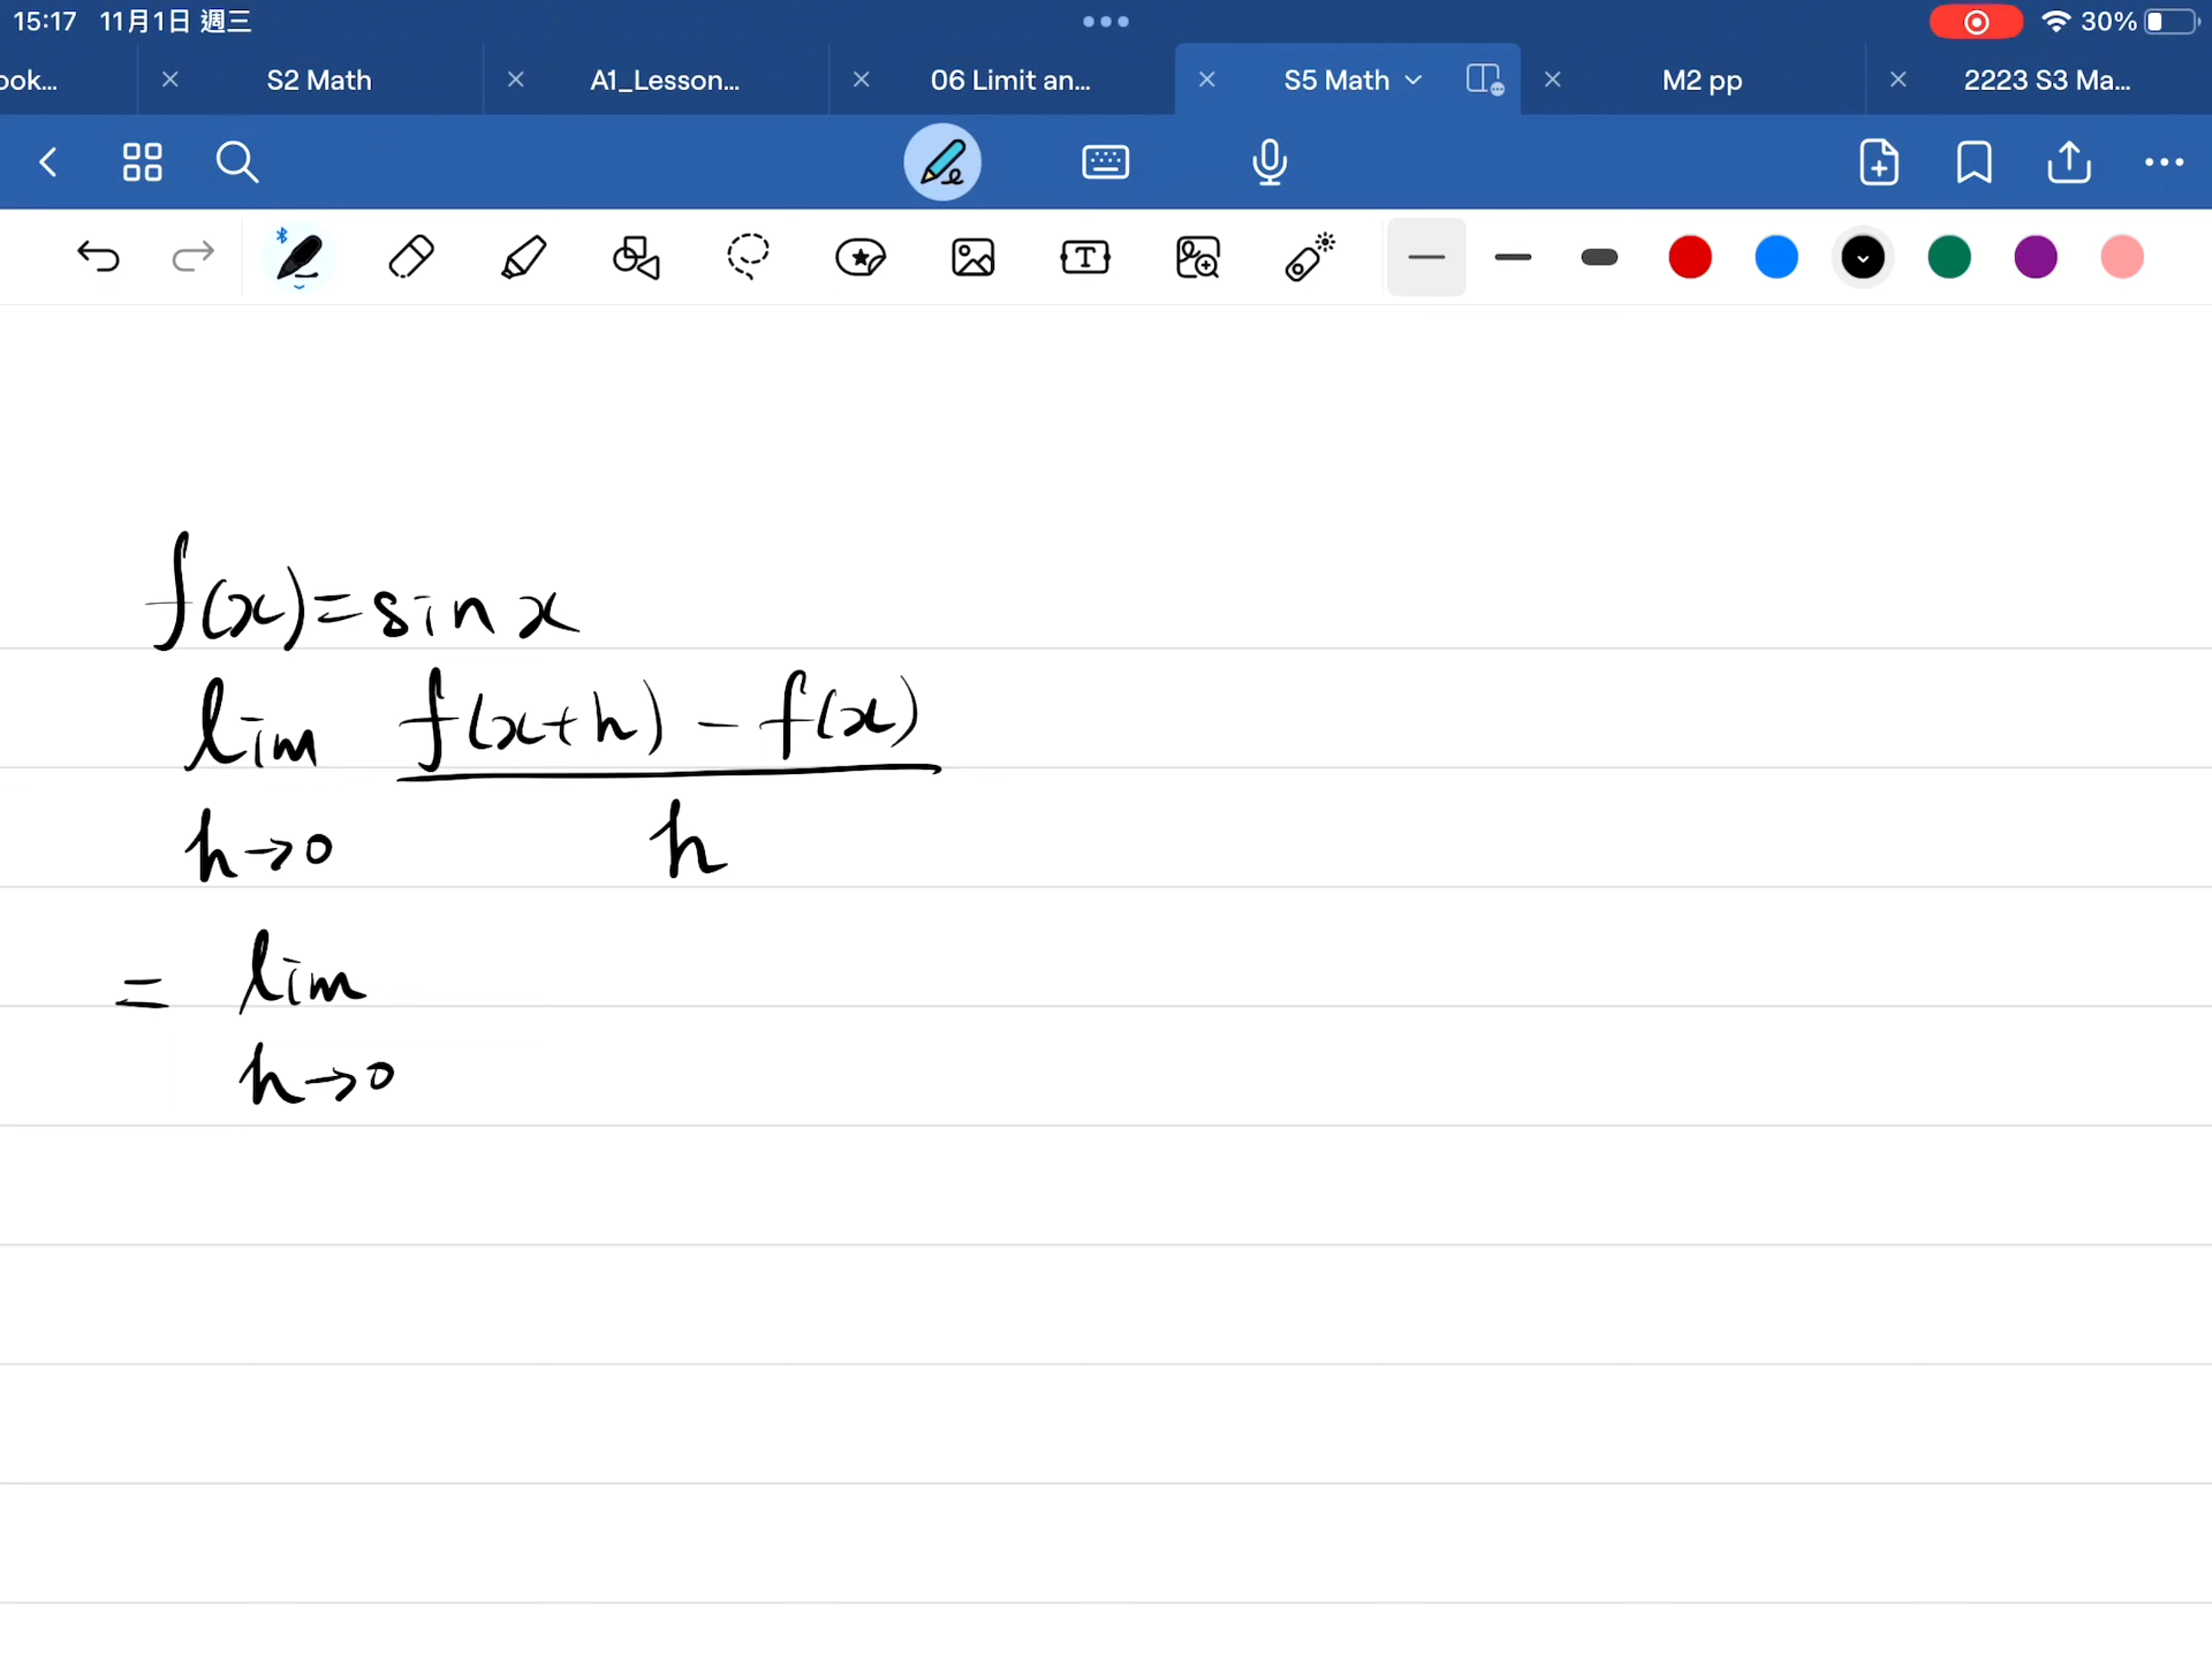 15:17 11月1日 週三 30%
ook... S2 Math A1_Lesson... 06 Limit an... S5 Math M2 pp 2223 S3 Ma...
f(x)=sin x
lim f(x+h) - f(x)
h→0 h
= lim
h→0